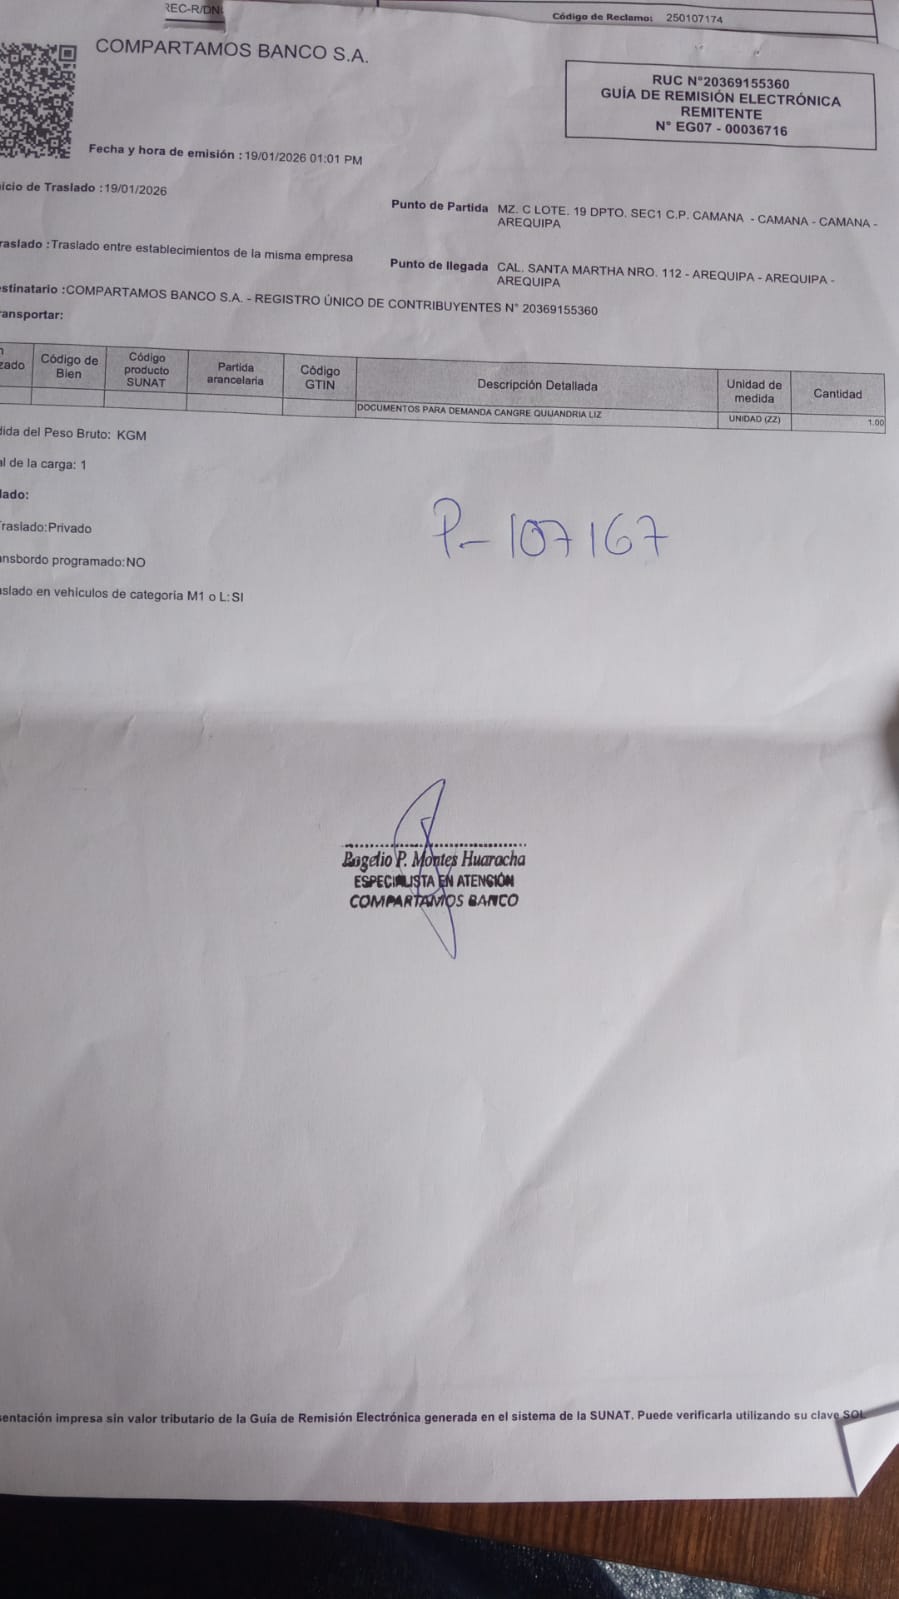 REC-R/DN
Código de Reclamo: 250107174
COMPARTAMOS BANCO S.A.
RUC N°20369155360
GUÍA DE REMISIÓN ELECTRÓNICA
REMITENTE
N° EG07 - 00036716
Fecha y hora de emisión : 19/01/2026 01:01 PM
icio de Traslado : 19/01/2026
Punto de Partida MZ. C LOTE. 19 DPTO. SEC1 C.P. CAMANA - CAMANA - CAMANA -
AREQUIPA
raslado : Traslado entre establecimientos de la misma empresa
Punto de llegada CAL. SANTA MARTHA NRO. 112 - AREQUIPA - AREQUIPA -
AREQUIPA
stinatario : COMPARTAMOS BANCO S.A. - REGISTRO ÚNICO DE CONTRIBUYENTES N° 20369155360
ansportar:
zado
Código de
Bien
Código
producto
SUNAT
Partida
arancelaria
Código
GTIN
Descripción Detallada
Unidad de
medida
Cantidad
DOCUMENTOS PARA DEMANDA CANGRE QUIJANDRIA LIZ UNIDAD (ZZ) 1.00
dida del Peso Bruto: KGM
al de la carga: 1
lado:
Traslado: Privado
ansbordo programado: NO
aslado en vehículos de categoría M1 o L: SI
P- 107167
Rogelio P. Montes Huaracha
ESPECIALISTA EN ATENCIÓN
COMPARTAMOS BANCO
sentación impresa sin valor tributario de la Guía de Remisión Electrónica generada en el sistema de la SUNAT. Puede verificarla utilizando su clave SOL